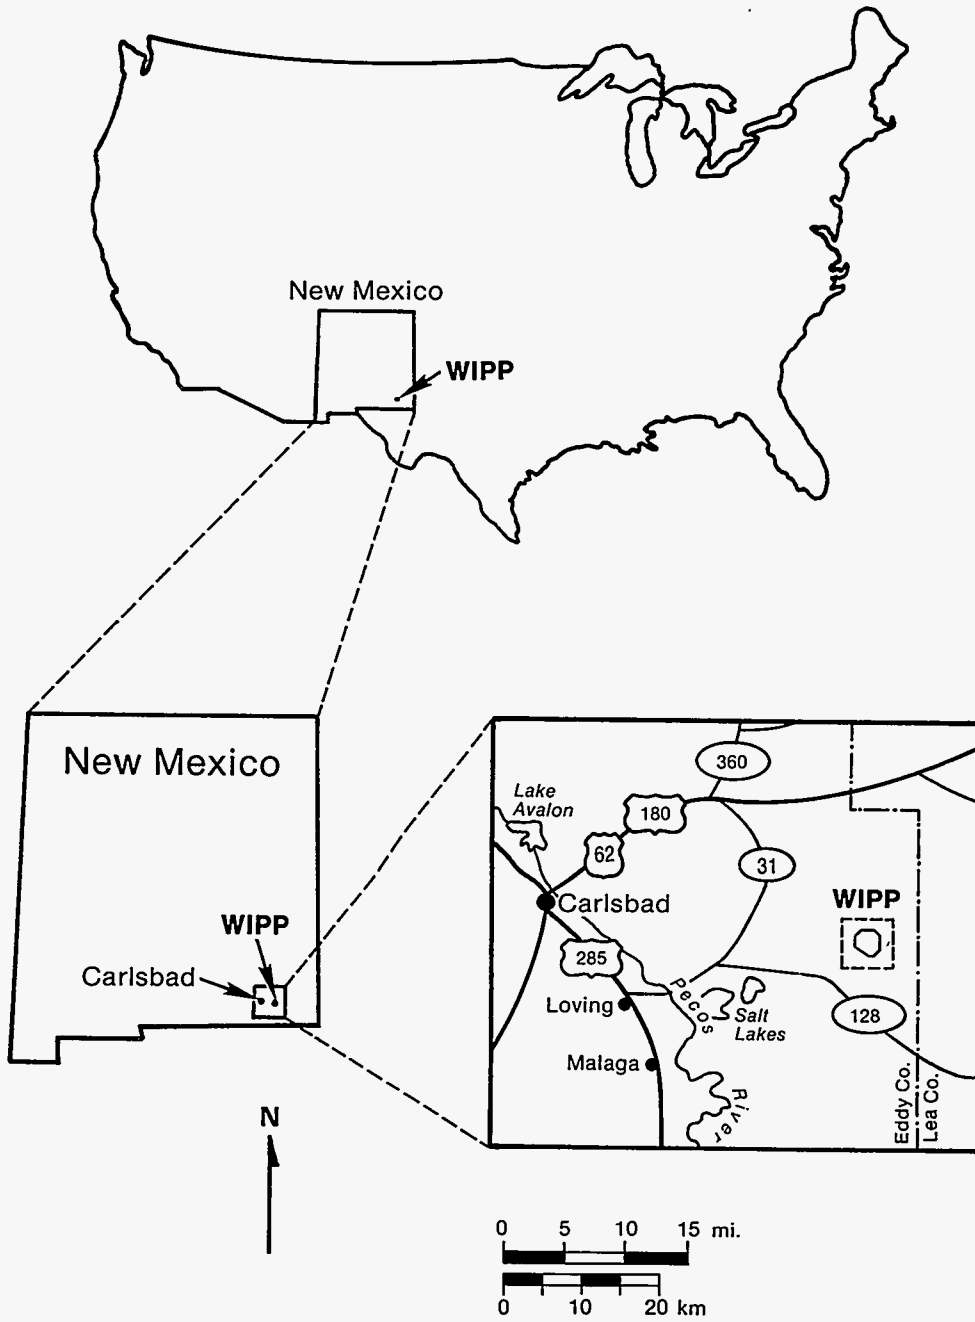 New Mexico
WIPP
New Mexico
WIPP
Carlsbad
N
360
Lake
Avalon
180
62
31
WIPP
Carlsbad
285
Pecos
Loving
Salt
Lakes
128
Malaga
River
Eddy Co.
Lea Co.
0 5 10 15 mi.
0 10 20 km